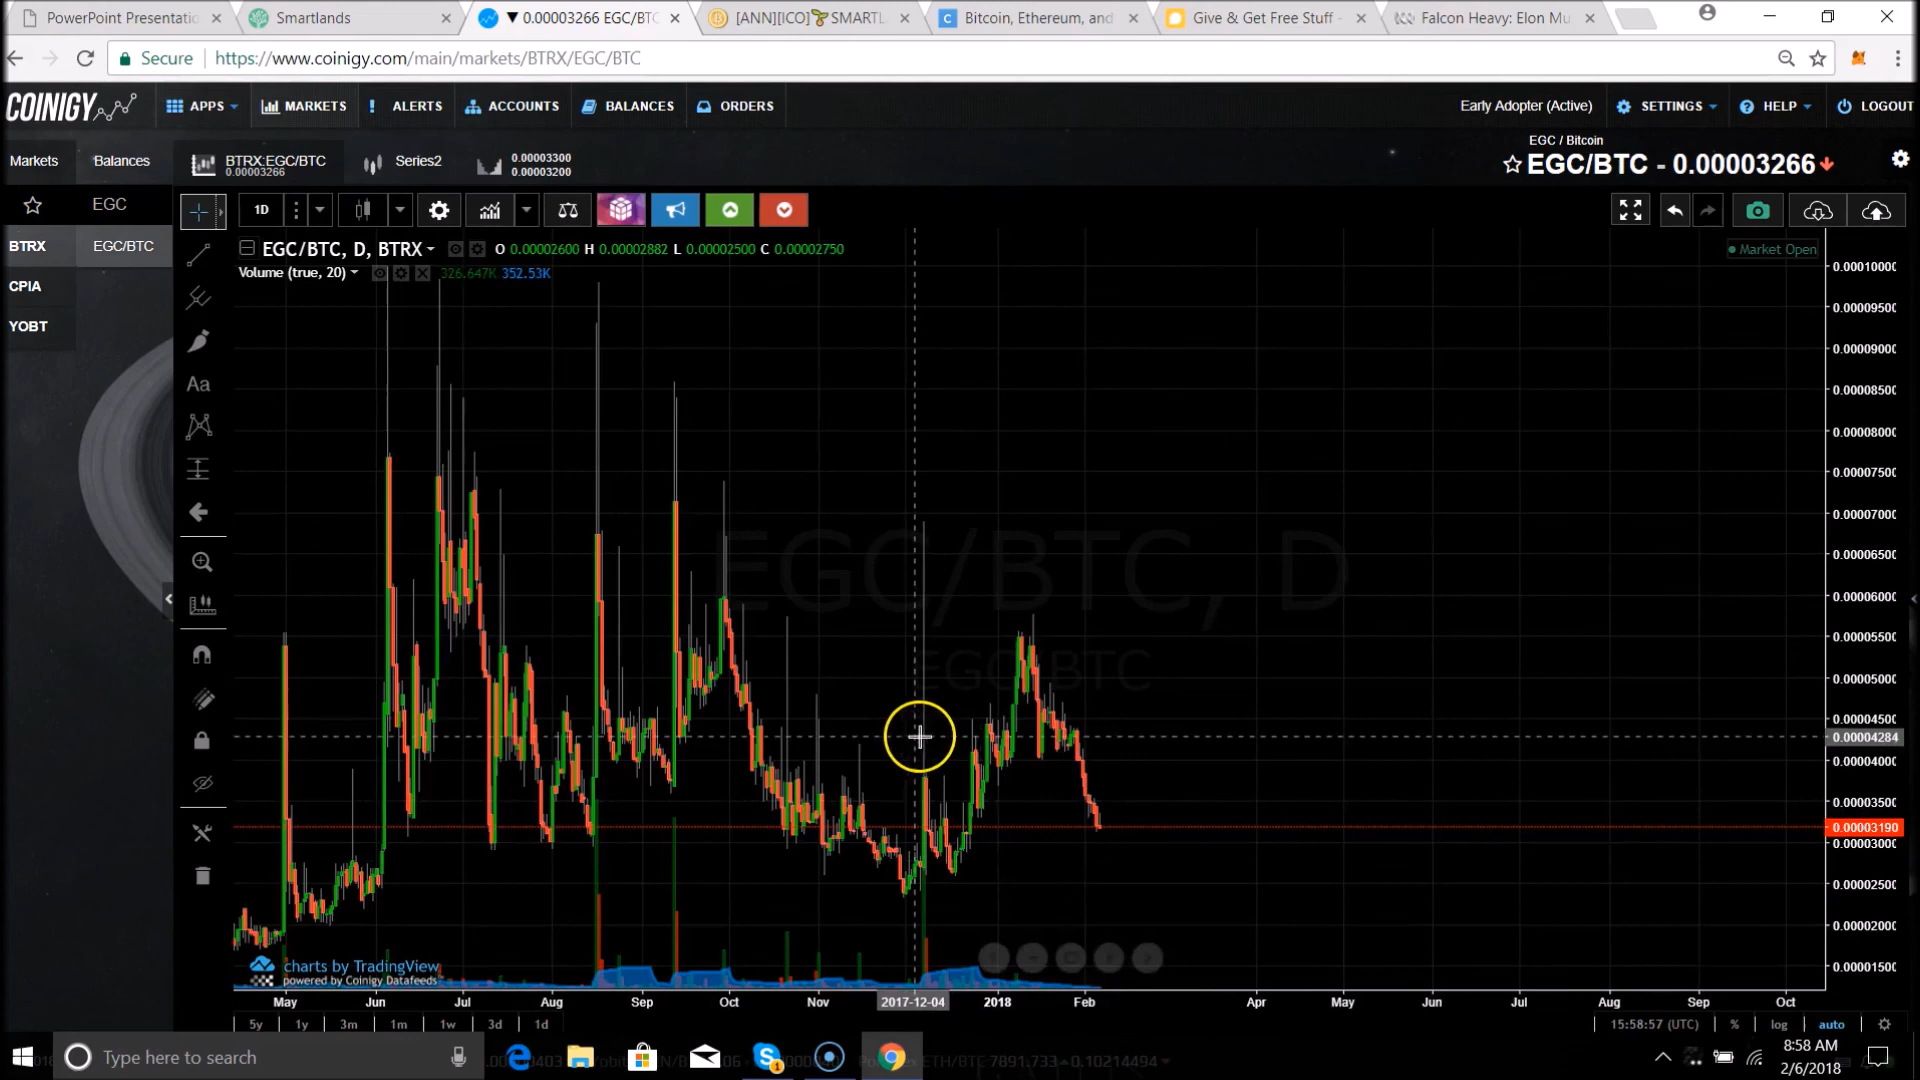 PowerPoint Presentatio
Smartlands
▼ 0.00003266 EGC/BTC
[ANN][ICO] SMARTL
Bitcoin, Ethereum, and
Give & Get Free Stuff -
Falcon Heavy: Elon Mu
Secure
https://www.coinigy.com/main/markets/BTRX/EGC/BTC
COINIGY
APPS
MARKETS
ALERTS
ACCOUNTS
BALANCES
ORDERS
Early Adopter (Active)
SETTINGS
HELP
LOGOUT
EGC / Bitcoin
EGC/BTC - 0.00003266
Markets
Balances
BTRX:EGC/BTC
0.00003266
Series2
0.00003300
0.00003200
EGC
BTRX
EGC/BTC
CPIA
YOBT
1D
EGC/BTC, D, BTRX
O 0.00002600 H 0.00002882 L 0.00002500 C 0.00002750
Market Open
Volume (true, 20)
326.647K 352.53K
Aa
EGC/BTC, D
EGC/BTC
0.00010000
0.00009500
0.00009000
0.00008500
0.00008000
0.00007500
0.00007000
0.00006500
0.00006000
0.00005500
0.00005000
0.00004500
0.00004284
0.00004000
0.00003500
0.00003190
0.00003000
0.00002500
0.00002000
0.00001500
charts by TradingView
powered by Coinigy Datafeeds
May Jun Jul Aug Sep Oct Nov 2017-12-04 2018 Feb Apr May Jun Jul Aug Sep Oct
5y 1y 3m 1m 1w 3d 1d
15:58:57 (UTC) % log auto
Type here to search
ETH/BTC 7891.733 0.10214494
8:58 AM
2/6/2018